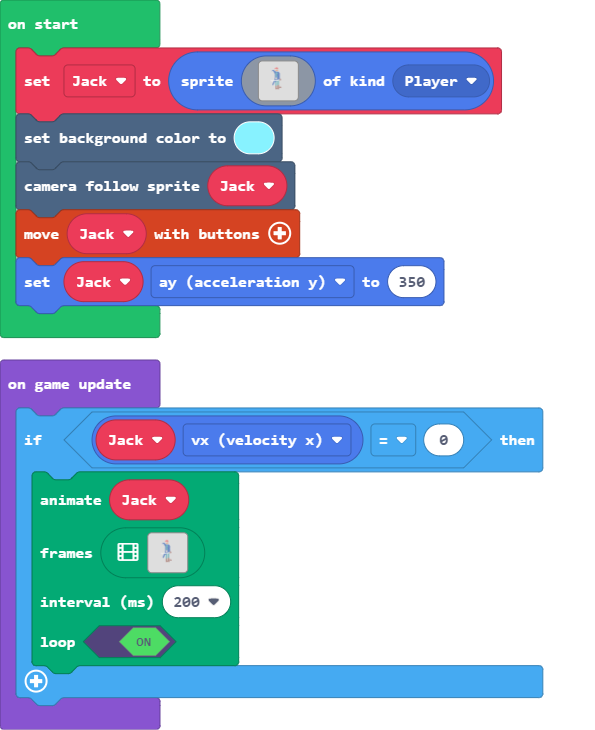 on start
set Jack to sprite of kind Player
set background color to
camera follow sprite Jack
move Jack with buttons
set Jack ay (acceleration y) to 350
on game update
if Jack vx (velocity x) = 0 then
animate Jack
frames
interval (ms) 200
loop ON